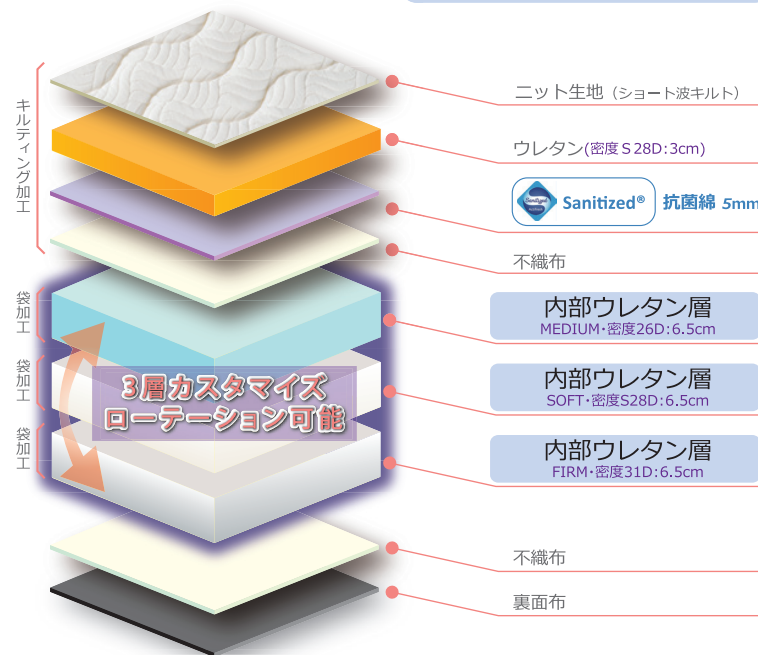 ニット生地（ショート波キルト）
キルティング加工
ウレタン(密度S28D:3cm)
Sanitized® 抗菌綿 5mm
不織布
袋加工
内部ウレタン層
MEDIUM・密度26D:6.5cm
袋加工
3層カスタマイズ
ローテーション可能
内部ウレタン層
SOFT・密度S28D:6.5cm
袋加工
内部ウレタン層
FIRM・密度31D:6.5cm
不織布
裏面布